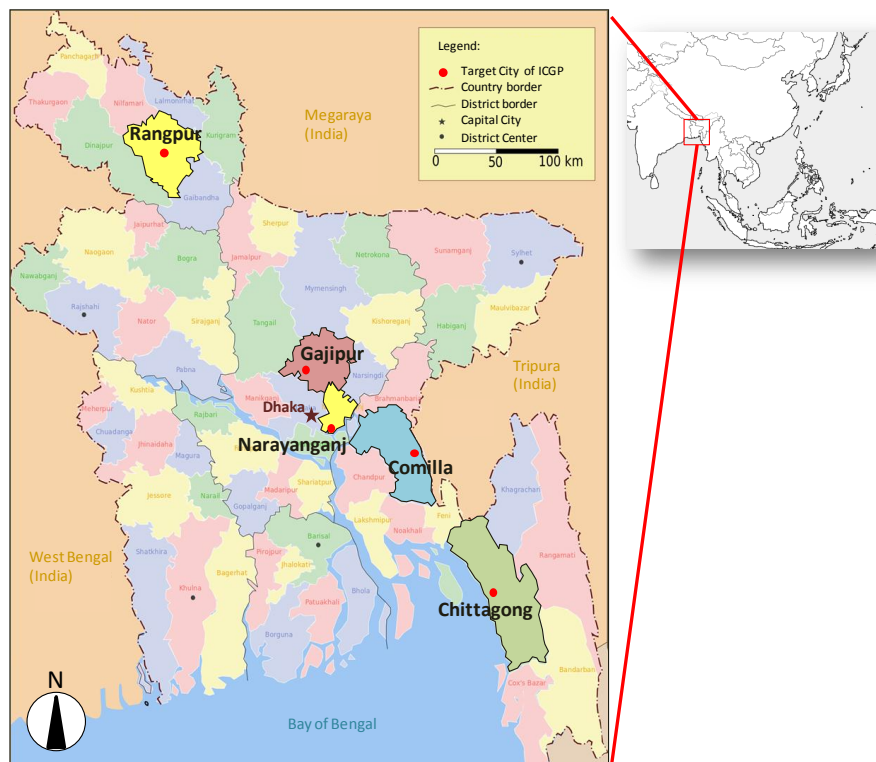 Legend:
Target City of ICGP
Country border
District border
Capital City
District Center
0
50
100 km
Panchagarh
Thakurgaon
Nilfamari
Lalmonirhat
Rangpur
Kurigram
Dinajpur
Gaibandha
Megaraya
(India)
Jaipurhat
Sherpur
Naogaon
Bogra
Jamalpur
Netrokona
Sunamganj
Sylhet
Nawabganj
Mymensingh
Rajshahi
Nator
Sirajganj
Tangail
Kishoreganj
Habiganj
Maulvibazar
Gajipur
Pabna
Narsingdi
Tripura
(India)
Kushtia
Manikganj
Brahmanbaria
Meherpur
Rajbari
Dhaka
Chuadanga
Jhinaidaha
Magura
Narayanganj
Comilla
Jessore
Narail
Madaripur
Shariatpur
Chandpur
Khagrachari
Gopalganj
Lakshmipur
Noakhali
Feni
West Bengal
(India)
Shatkhira
Khulna
Bagerhat
Pirojpur
Barisal
Jhalokati
Rangamati
Patuakhali
Bhola
Borguna
Chittagong
Bandarban
Cox's Bazar
N
Bay of Bengal